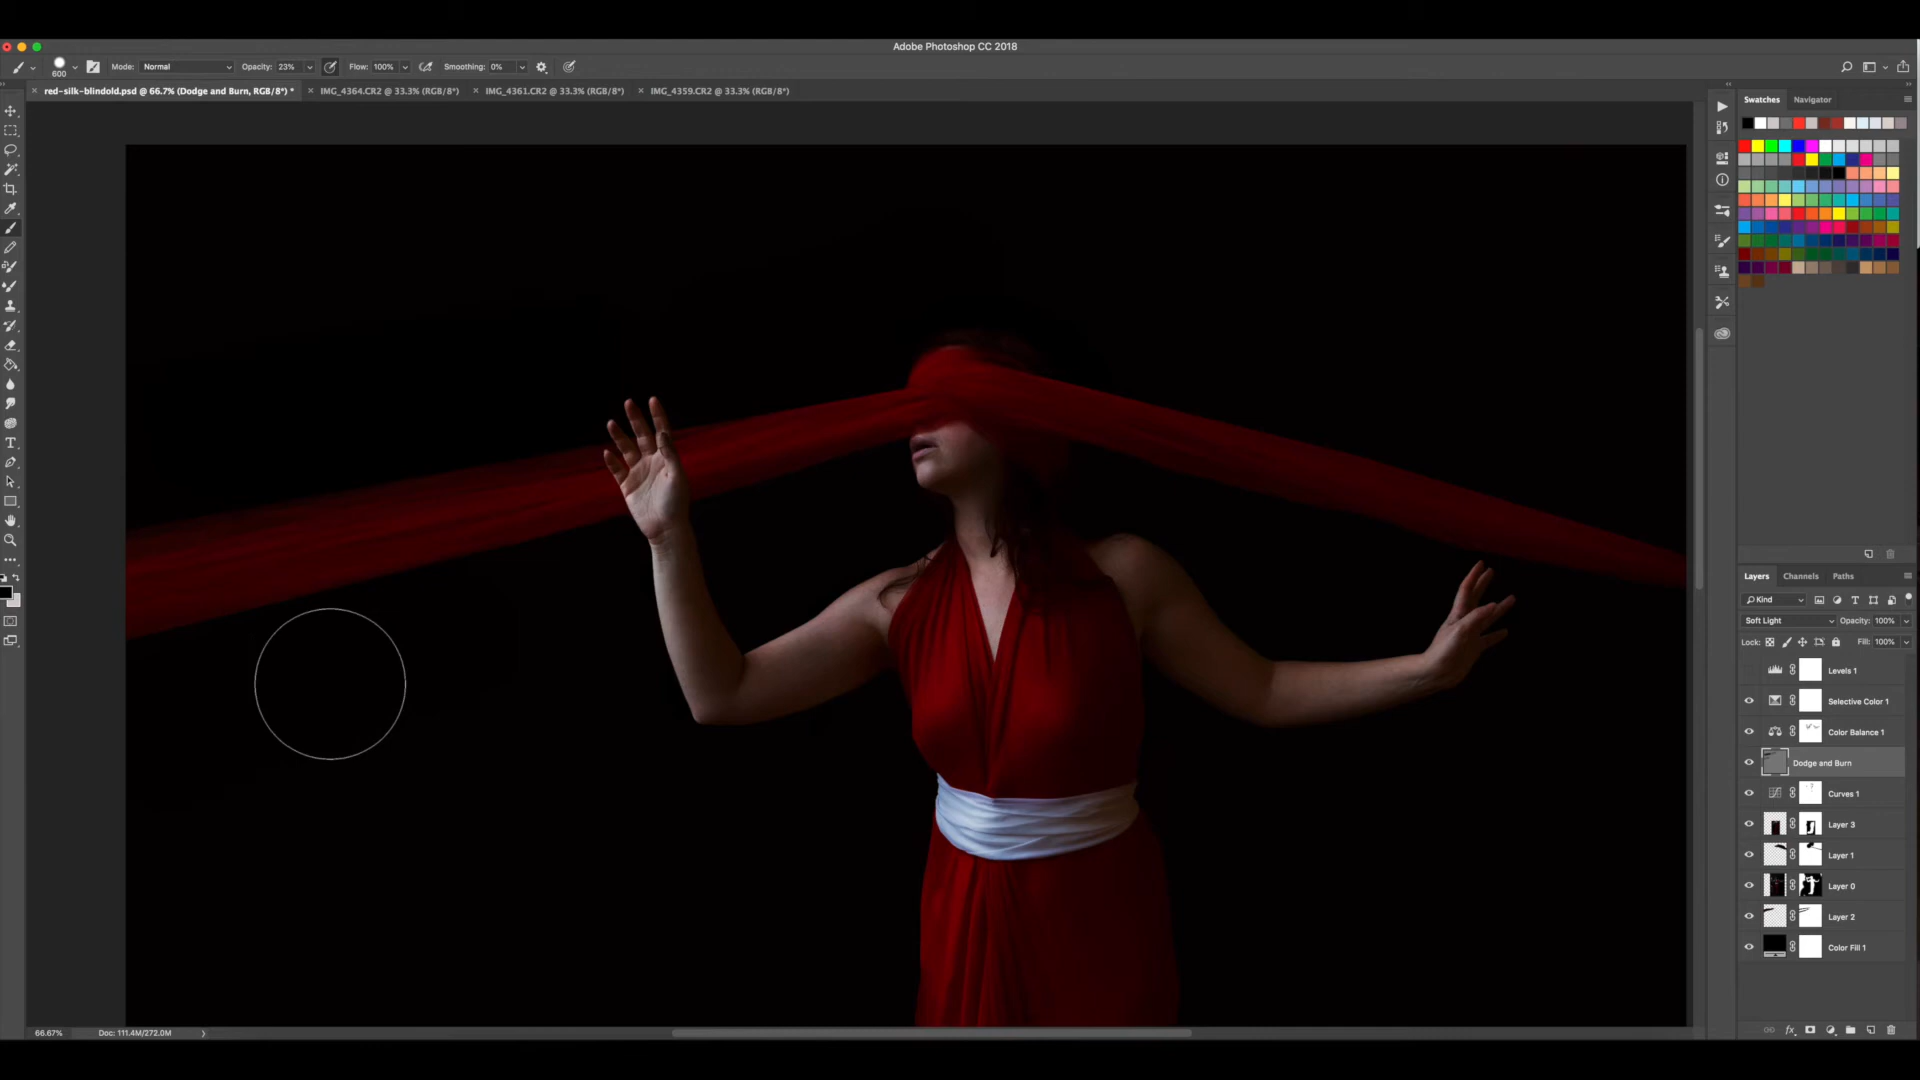 Adobe Photoshop CC 2018
600 Mode: Normal Opacity: 23% Flow: 100% Smoothing: 0%
red-silk-blindold.psd @ 66.7% (Dodge and Burn, RGB/8*) * IMG_4364.CR2 @ 33.3% (RGB/8*) IMG_4361.CR2 @ 33.3% (RGB/8*) IMG_4359.CR2 @ 33.3% (RGB/8*)
Swatches Navigator
Layers Channels Paths
Kind
Soft Light Opacity: 100%
Lock: Fill: 100%
Levels 1
Selective Color 1
Color Balance 1
Dodge and Burn
Curves 1
Layer 3
Layer 1
Layer 0
Layer 2
Color Fill 1
66.67% Doc: 111.4M/272.0M